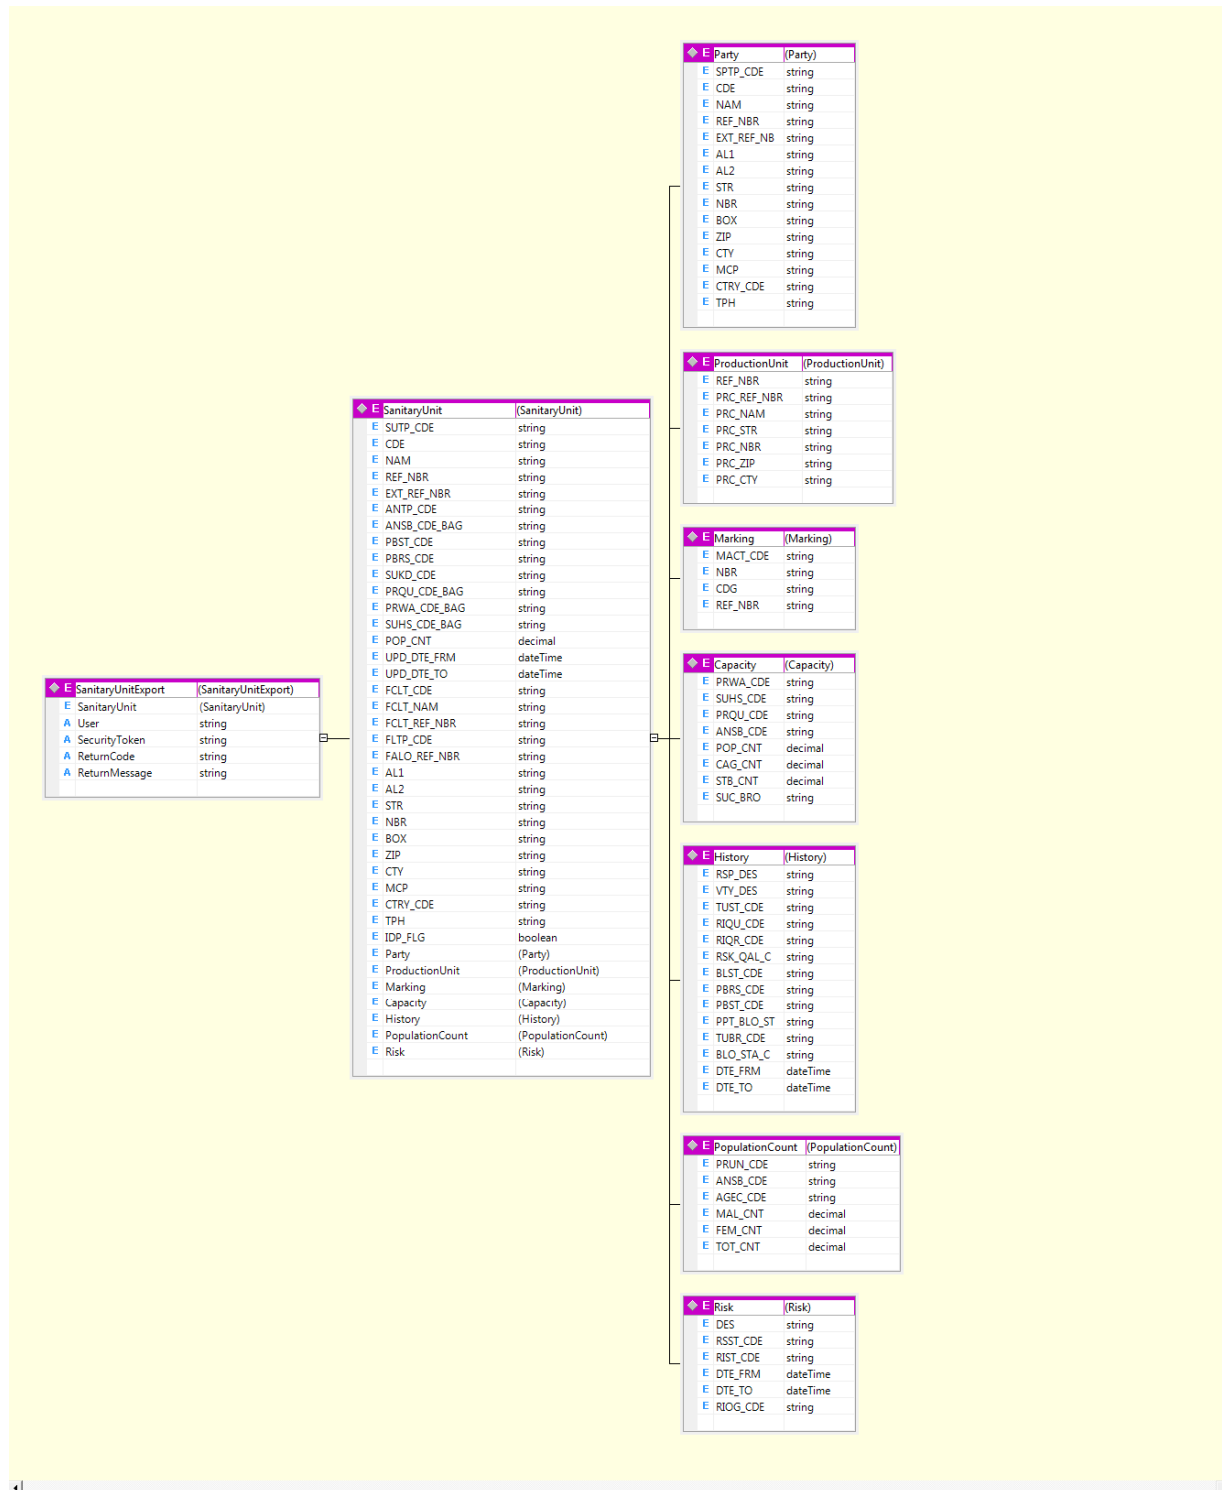 E SanitaryUnitExport (SanitaryUnitExport)
E SanitaryUnit (SanitaryUnit)
A User string
A SecurityToken string
A ReturnCode string
A ReturnMessage string
E SanitaryUnit (SanitaryUnit)
E SUTP_CDE string
E CDE string
E NAM string
E REF_NBR string
E EXT_REF_NBR string
E ANTP_CDE string
E ANSB_CDE_BAG string
E PBST_CDE string
E PBRS_CDE string
E SUKD_CDE string
E PRQU_CDE_BAG string
E PRWA_CDE_BAG string
E SUHS_CDE_BAG string
E POP_CNT decimal
E UPD_DTE_FRM dateTime
E UPD_DTE_TO dateTime
E FCLT_CDE string
E FCLT_NAM string
E FCLT_REF_NBR string
E FLTP_CDE string
E FALO_REF_NBR string
E AL1 string
E AL2 string
E STR string
E NBR string
E BOX string
E ZIP string
E CTY string
E MCP string
E CTRY_CDE string
E TPH string
E IDP_FLG boolean
E Party (Party)
E ProductionUnit (ProductionUnit)
E Marking (Marking)
E Capacity (Capacity)
E History (History)
E PopulationCount (PopulationCount)
E Risk (Risk)
E Party (Party)
E SPTP_CDE string
E CDE string
E NAM string
E REF_NBR string
E EXT_REF_NB string
E AL1 string
E AL2 string
E STR string
E NBR string
E BOX string
E ZIP string
E CTY string
E MCP string
E CTRY_CDE string
E TPH string
E ProductionUnit (ProductionUnit)
E REF_NBR string
E PRC_REF_NBR string
E PRC_NAM string
E PRC_STR string
E PRC_NBR string
E PRC_ZIP string
E PRC_CTY string
E Marking (Marking)
E MACT_CDE string
E NBR string
E CDG string
E REF_NBR string
E Capacity (Capacity)
E PRWA_CDE string
E SUHS_CDE string
E PRQU_CDE string
E ANSB_CDE string
E POP_CNT decimal
E CAG_CNT decimal
E STB_CNT decimal
E SUC_BRO string
E History (History)
E RSP_DES string
E VTY_DES string
E TUST_CDE string
E RIQU_CDE string
E RIQR_CDE string
E RSK_QAL_C string
E BLST_CDE string
E PBRS_CDE string
E PBST_CDE string
E PPT_BLO_ST string
E TUBR_CDE string
E BLO_STA_C string
E DTE_FRM dateTime
E DTE_TO dateTime
E PopulationCount (PopulationCount)
E PRUN_CDE string
E ANSB_CDE string
E AGEC_CDE string
E MAL_CNT decimal
E FEM_CNT decimal
E TOT_CNT decimal
E Risk (Risk)
E DES string
E RSST_CDE string
E RIST_CDE string
E DTE_FRM dateTime
E DTE_TO dateTime
E RIOG_CDE string